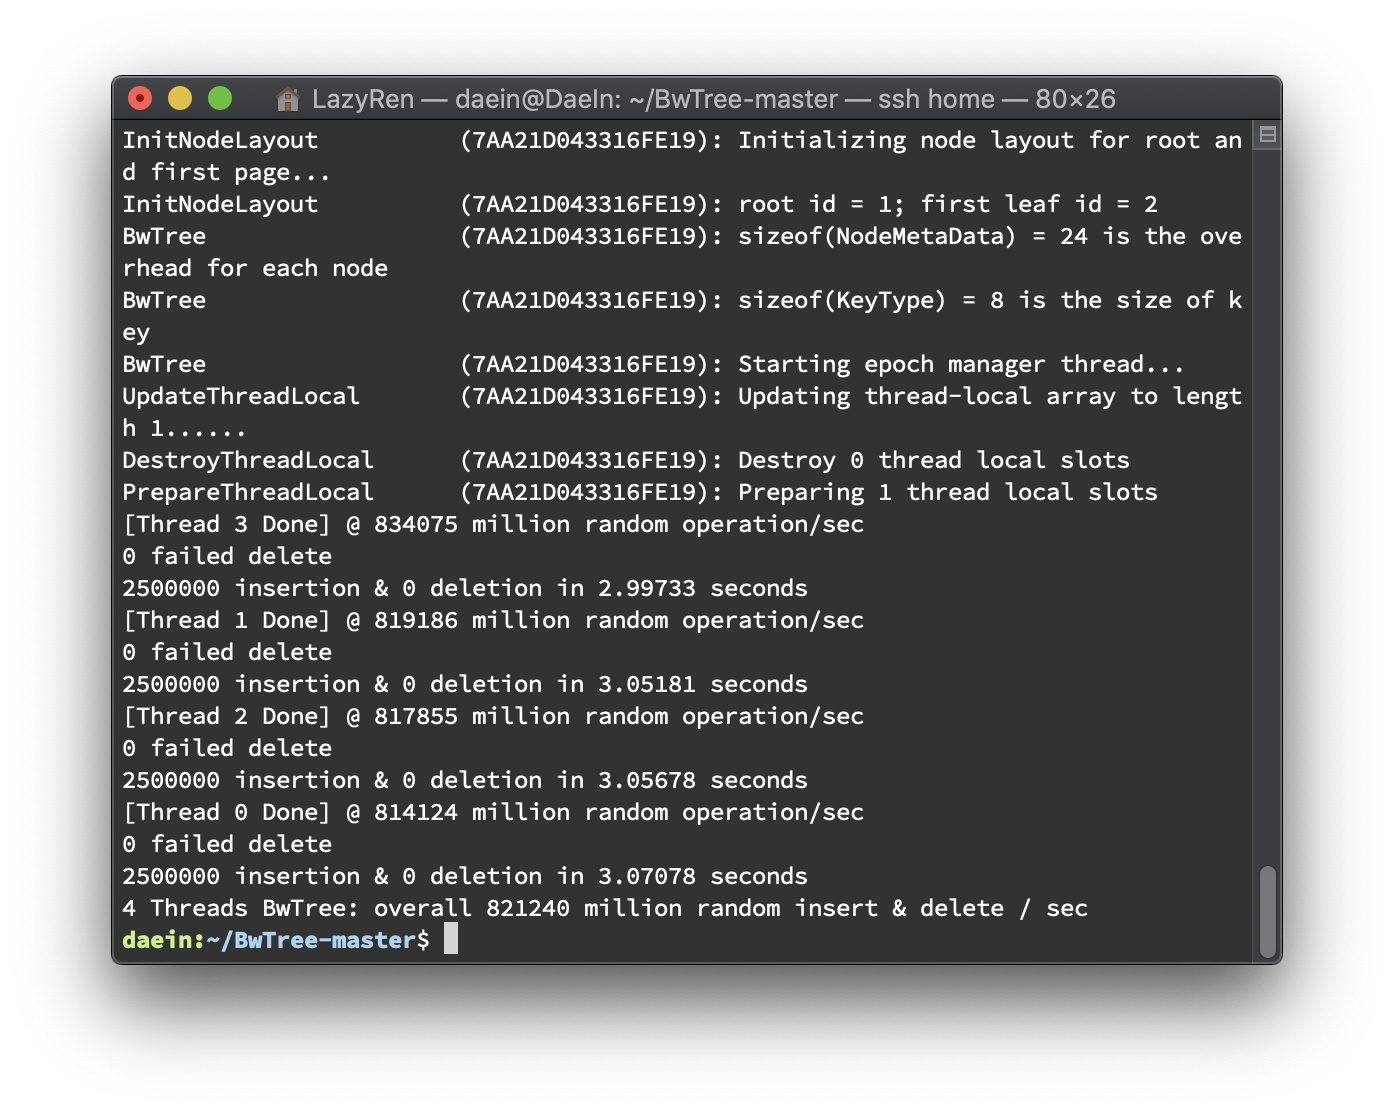 LazyRen — daein@DaeIn: ~/BwTree-master — ssh home — 80×26
InitNodeLayout          (7AA21D043316FE19): Initializing node layout for root an
d first page...
InitNodeLayout          (7AA21D043316FE19): root id = 1; first leaf id = 2
BwTree                  (7AA21D043316FE19): sizeof(NodeMetaData) = 24 is the ove
rhead for each node
BwTree                  (7AA21D043316FE19): sizeof(KeyType) = 8 is the size of k
ey
BwTree                  (7AA21D043316FE19): Starting epoch manager thread...
UpdateThreadLocal       (7AA21D043316FE19): Updating thread-local array to lengt
h 1......
DestroyThreadLocal      (7AA21D043316FE19): Destroy 0 thread local slots
PrepareThreadLocal      (7AA21D043316FE19): Preparing 1 thread local slots
[Thread 3 Done] @ 834075 million random operation/sec
0 failed delete
2500000 insertion & 0 deletion in 2.99733 seconds
[Thread 1 Done] @ 819186 million random operation/sec
0 failed delete
2500000 insertion & 0 deletion in 3.05181 seconds
[Thread 2 Done] @ 817855 million random operation/sec
0 failed delete
2500000 insertion & 0 deletion in 3.05678 seconds
[Thread 0 Done] @ 814124 million random operation/sec
0 failed delete
2500000 insertion & 0 deletion in 3.07078 seconds
4 Threads BwTree: overall 821240 million random insert & delete / sec
daein:~/BwTree-master$